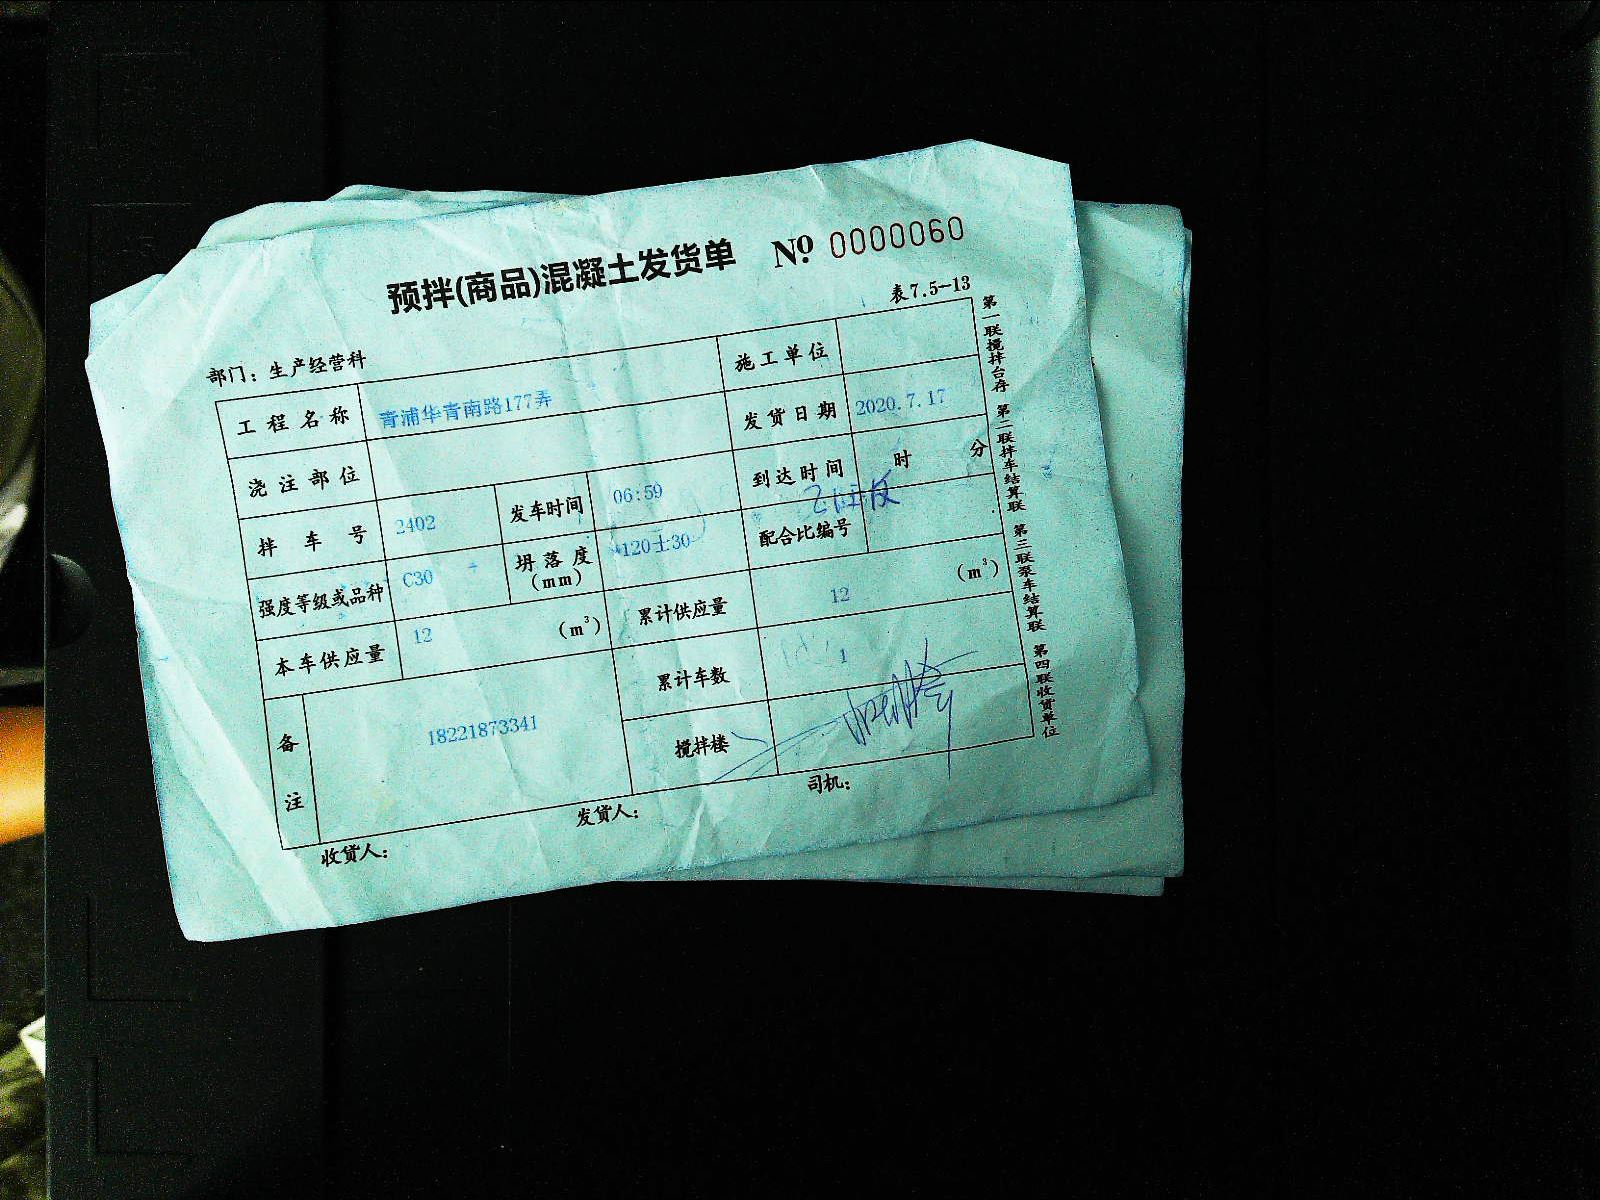 预拌(商品)混凝土发货单 № 0000060
表7.5-13
部门：生产经营科
工程名称 青浦华青南路177弄 施工单位
浇注部位 发货日期 2020.7.17
拌车号 2402 发车时间 06:59 到达时间 时 分
强度等级或品种 C30 坍落度(mm) 120±30 配合比编号
本车供应量 12 (m³) 累计供应量 12 (m³)
备注 18221873341 累计车数 1
搅拌楼
收货人： 发货人： 司机：
第一联搅拌台存 第二联拌车结算联 第三联泵车结算联 第四联收货单位